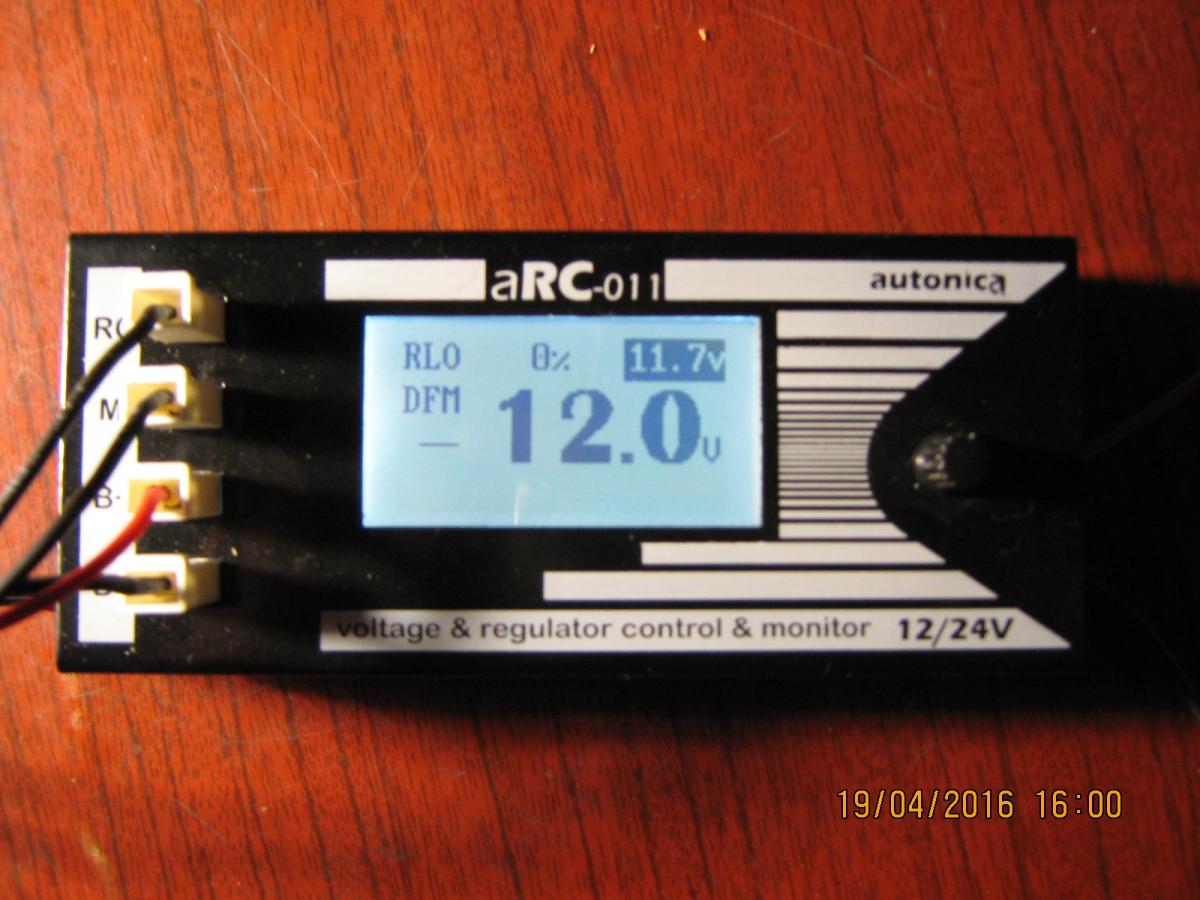 aRC-011
autonica
RLO 0% 11.7v
DFM
— 12.0v
M
voltage & regulator control & monitor 12/24V
19/04/2016 16:00